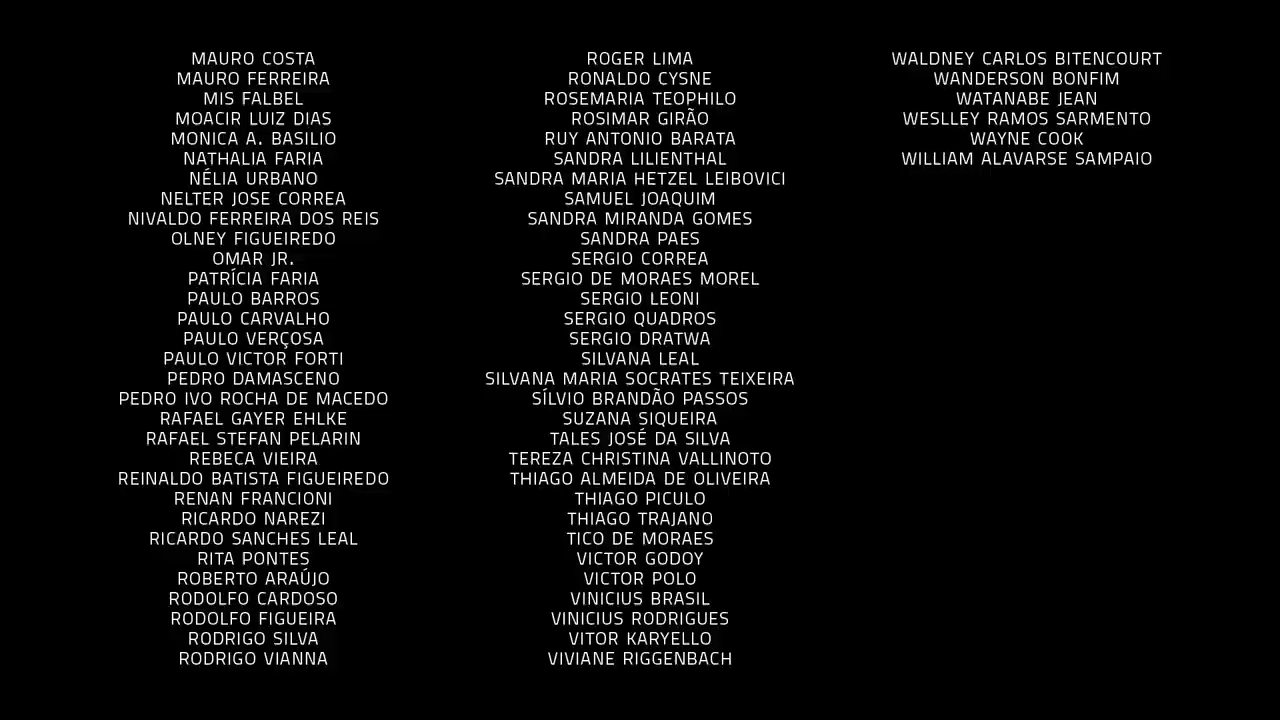 MAURO COSTA
MAURO FERREIRA
MIS FALBEL
MOACIR LUIZ DIAS
MONICA A. BASILIO
NATHALIA FARIA
NÉLIA URBANO
NELTER JOSE CORREA
NIVALDO FERREIRA DOS REIS
OLNEY FIGUEIREDO
OMAR JR.
PATRÍCIA FARIA
PAULO BARROS
PAULO CARVALHO
PAULO VERÇOSA
PAULO VICTOR FORTI
PEDRO DAMASCENO
PEDRO IVO ROCHA DE MACEDO
RAFAEL GAYER EHLKE
RAFAEL STEFAN PELARIN
REBECA VIEIRA
REINALDO BATISTA FIGUEIREDO
RENAN FRANCIONI
RICARDO NAREZI
RICARDO SANCHES LEAL
RITA PONTES
ROBERTO ARAÚJO
RODOLFO CARDOSO
RODOLFO FIGUEIRA
RODRIGO SILVA
RODRIGO VIANNA
ROGER LIMA
RONALDO CYSNE
ROSEMARIA TEOPHILO
ROSIMAR GIRÃO
RUY ANTONIO BARATA
SANDRA LILIENTHAL
SANDRA MARIA HETZEL LEIBOVICI
SAMUEL JOAQUIM
SANDRA MIRANDA GOMES
SANDRA PAES
SERGIO CORREA
SERGIO DE MORAES MOREL
SERGIO LEONI
SERGIO QUADROS
SERGIO DRATWA
SILVANA LEAL
SILVANA MARIA SOCRATES TEIXEIRA
SÍLVIO BRANDÃO PASSOS
SUZANA SIQUEIRA
TALES JOSÉ DA SILVA
TEREZA CHRISTINA VALLINOTO
THIAGO ALMEIDA DE OLIVEIRA
THIAGO PICULO
THIAGO TRAJANO
TICO DE MORAES
VICTOR GODOY
VICTOR POLO
VINICIUS BRASIL
VINICIUS RODRIGUES
VITOR KARYELLO
VIVIANE RIGGENBACH
WALDNEY CARLOS BITENCOURT
WANDERSON BONFIM
WATANABE JEAN
WESLLEY RAMOS SARMENTO
WAYNE COOK
WILLIAM ALAVARSE SAMPAIO